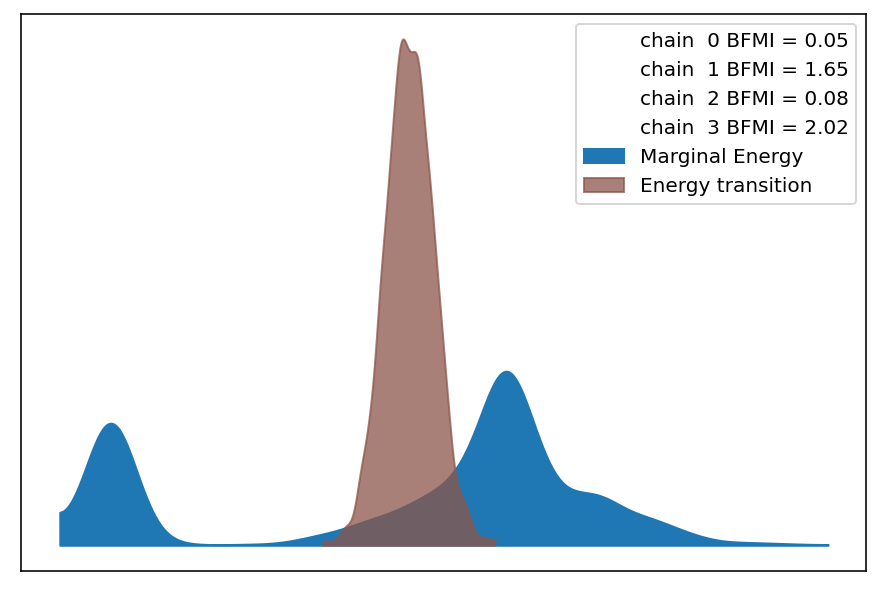 chain  0 BFMI = 0.05
chain  1 BFMI = 1.65
chain  2 BFMI = 0.08
chain  3 BFMI = 2.02
Marginal Energy
Energy transition